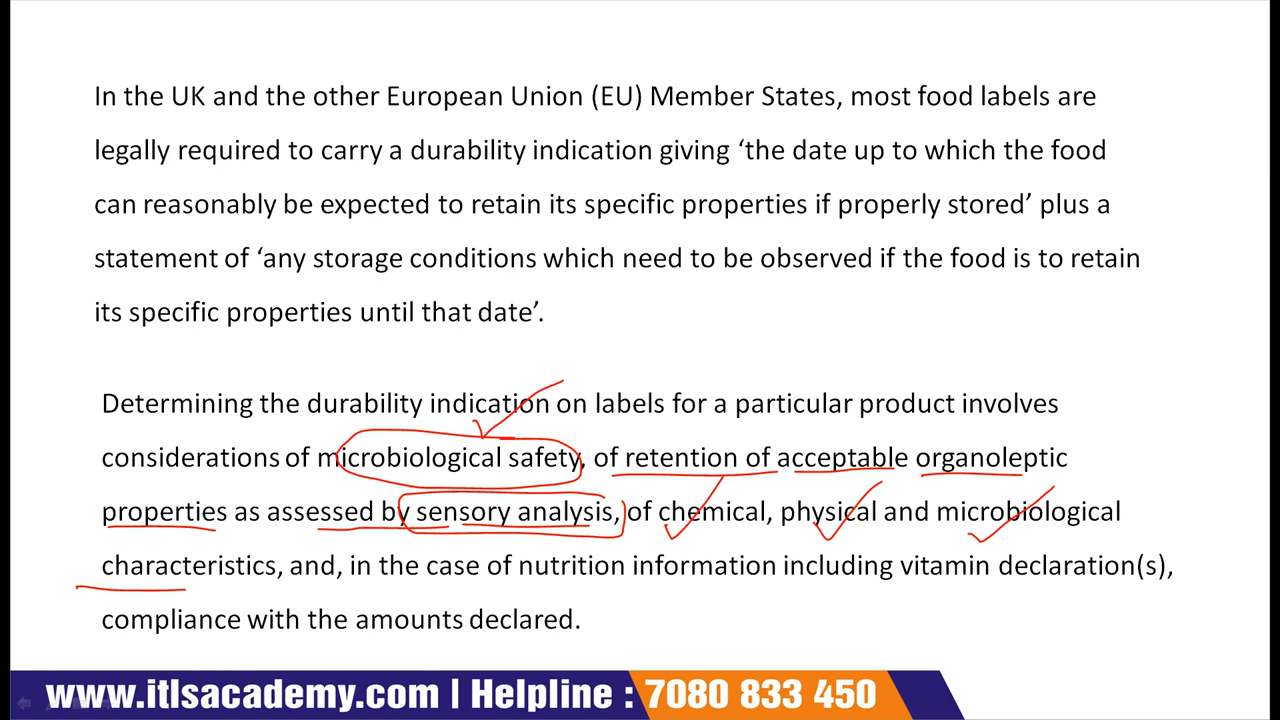 In the UK and the other European Union (EU) Member States, most food labels are
legally required to carry a durability indication giving ‘the date up to which the food
can reasonably be expected to retain its specific properties if properly stored’ plus a
statement of ‘any storage conditions which need to be observed if the food is to retain
its specific properties until that date’.
Determining the durability indication on labels for a particular product involves
considerations of microbiological safety, of retention of acceptable organoleptic
properties as assessed by sensory analysis, of chemical, physical and microbiological
characteristics, and, in the case of nutrition information including vitamin declaration(s),
compliance with the amounts declared.
www.itlsacademy.com | Helpline : 7080 833 450